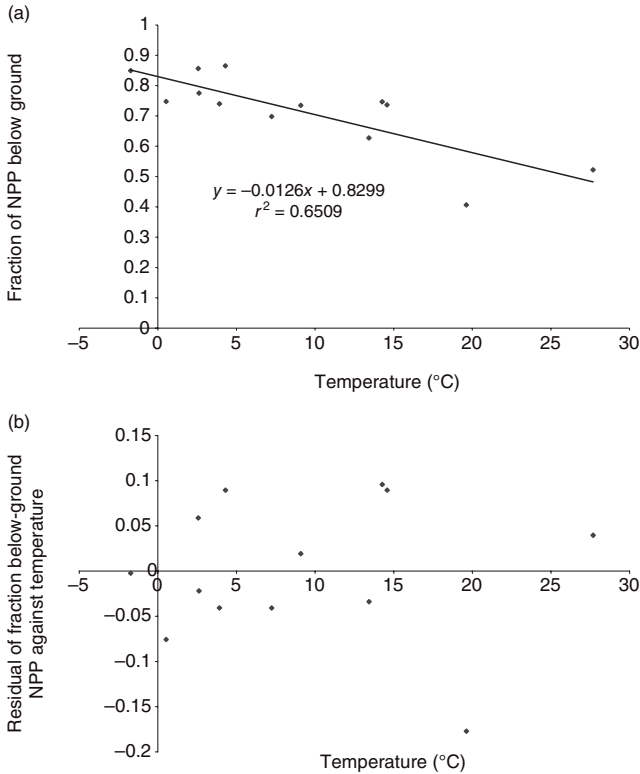 (a)
Fraction of NPP below ground
1
0.9
0.8
0.7
0.6
0.5
0.4
0.3
0.2
0.1
0
y = −0.0126x + 0.8299
r² = 0.6509
−5 0 5 10 15 20 25 30
Temperature (°C)
(b)
Residual of fraction below-ground
NPP against temperature
0.15
0.1
0.05
0
−0.05
−0.1
−0.15
−0.2
−5 0 5 10 15 20 25 30
Temperature (°C)